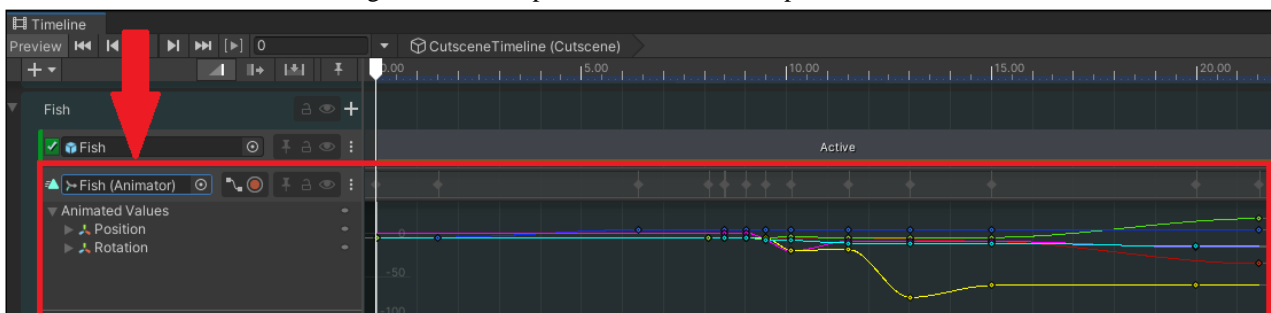 Timeline
Preview 0 CutsceneTimeline (Cutscene)
0.00 5.00 10.00 15.00 20.00
Fish
Fish Active
Fish (Animator)
Animated Values
Position
Rotation
0
-50
-100